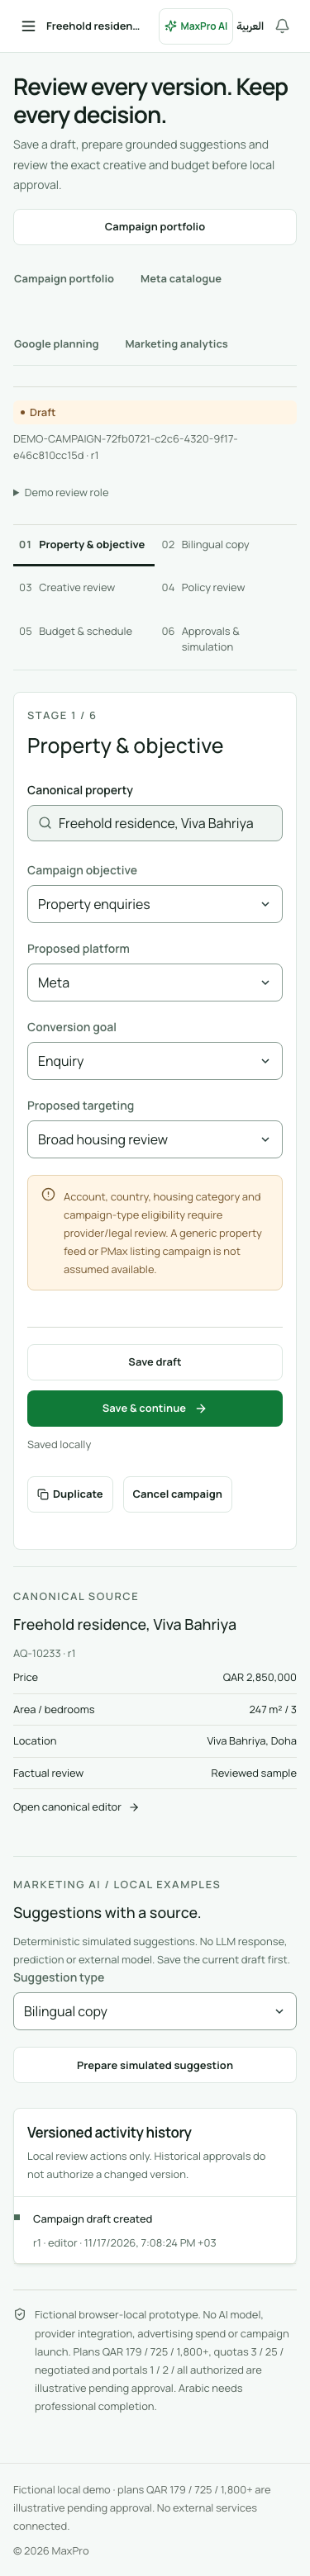 Freehold residen...
MaxPro AI
العربية
Review every version. Keep
every decision.
Save a draft, prepare grounded suggestions and
review the exact creative and budget before local
approval.
Campaign portfolio
Campaign portfolio
Meta catalogue
Google planning
Marketing analytics
Draft
DEMO-CAMPAIGN-72fb0721-c2c6-4320-9f17-
e46c810cc15d · r1
Demo review role
01 Property & objective
02 Bilingual copy
03 Creative review
04 Policy review
05 Budget & schedule
06 Approvals &
simulation
STAGE 1 / 6
Property & objective
Canonical property
Freehold residence, Viva Bahriya
Campaign objective
Property enquiries
Proposed platform
Meta
Conversion goal
Enquiry
Proposed targeting
Broad housing review
Account, country, housing category and
campaign-type eligibility require
provider/legal review. A generic property
feed or PMax listing campaign is not
assumed available.
Save draft
Save & continue
Saved locally
Duplicate
Cancel campaign
CANONICAL SOURCE
Freehold residence, Viva Bahriya
AQ-10233 · r1
Price QAR 2,850,000
Area / bedrooms 247 m² / 3
Location Viva Bahriya, Doha
Factual review Reviewed sample
Open canonical editor
MARKETING AI / LOCAL EXAMPLES
Suggestions with a source.
Deterministic simulated suggestions. No LLM response,
prediction or external model. Save the current draft first.
Suggestion type
Bilingual copy
Prepare simulated suggestion
Versioned activity history
Local review actions only. Historical approvals do
not authorize a changed version.
Campaign draft created
r1 · editor · 11/17/2026, 7:08:24 PM +03
Fictional browser-local prototype. No AI model,
provider integration, advertising spend or campaign
launch. Plans QAR 179 / 725 / 1,800+, quotas 3 / 25 /
negotiated and portals 1 / 2 / all authorized are
illustrative pending approval. Arabic needs
professional completion.
Fictional local demo · plans QAR 179 / 725 / 1,800+ are
illustrative pending approval. No external services
connected.
© 2026 MaxPro